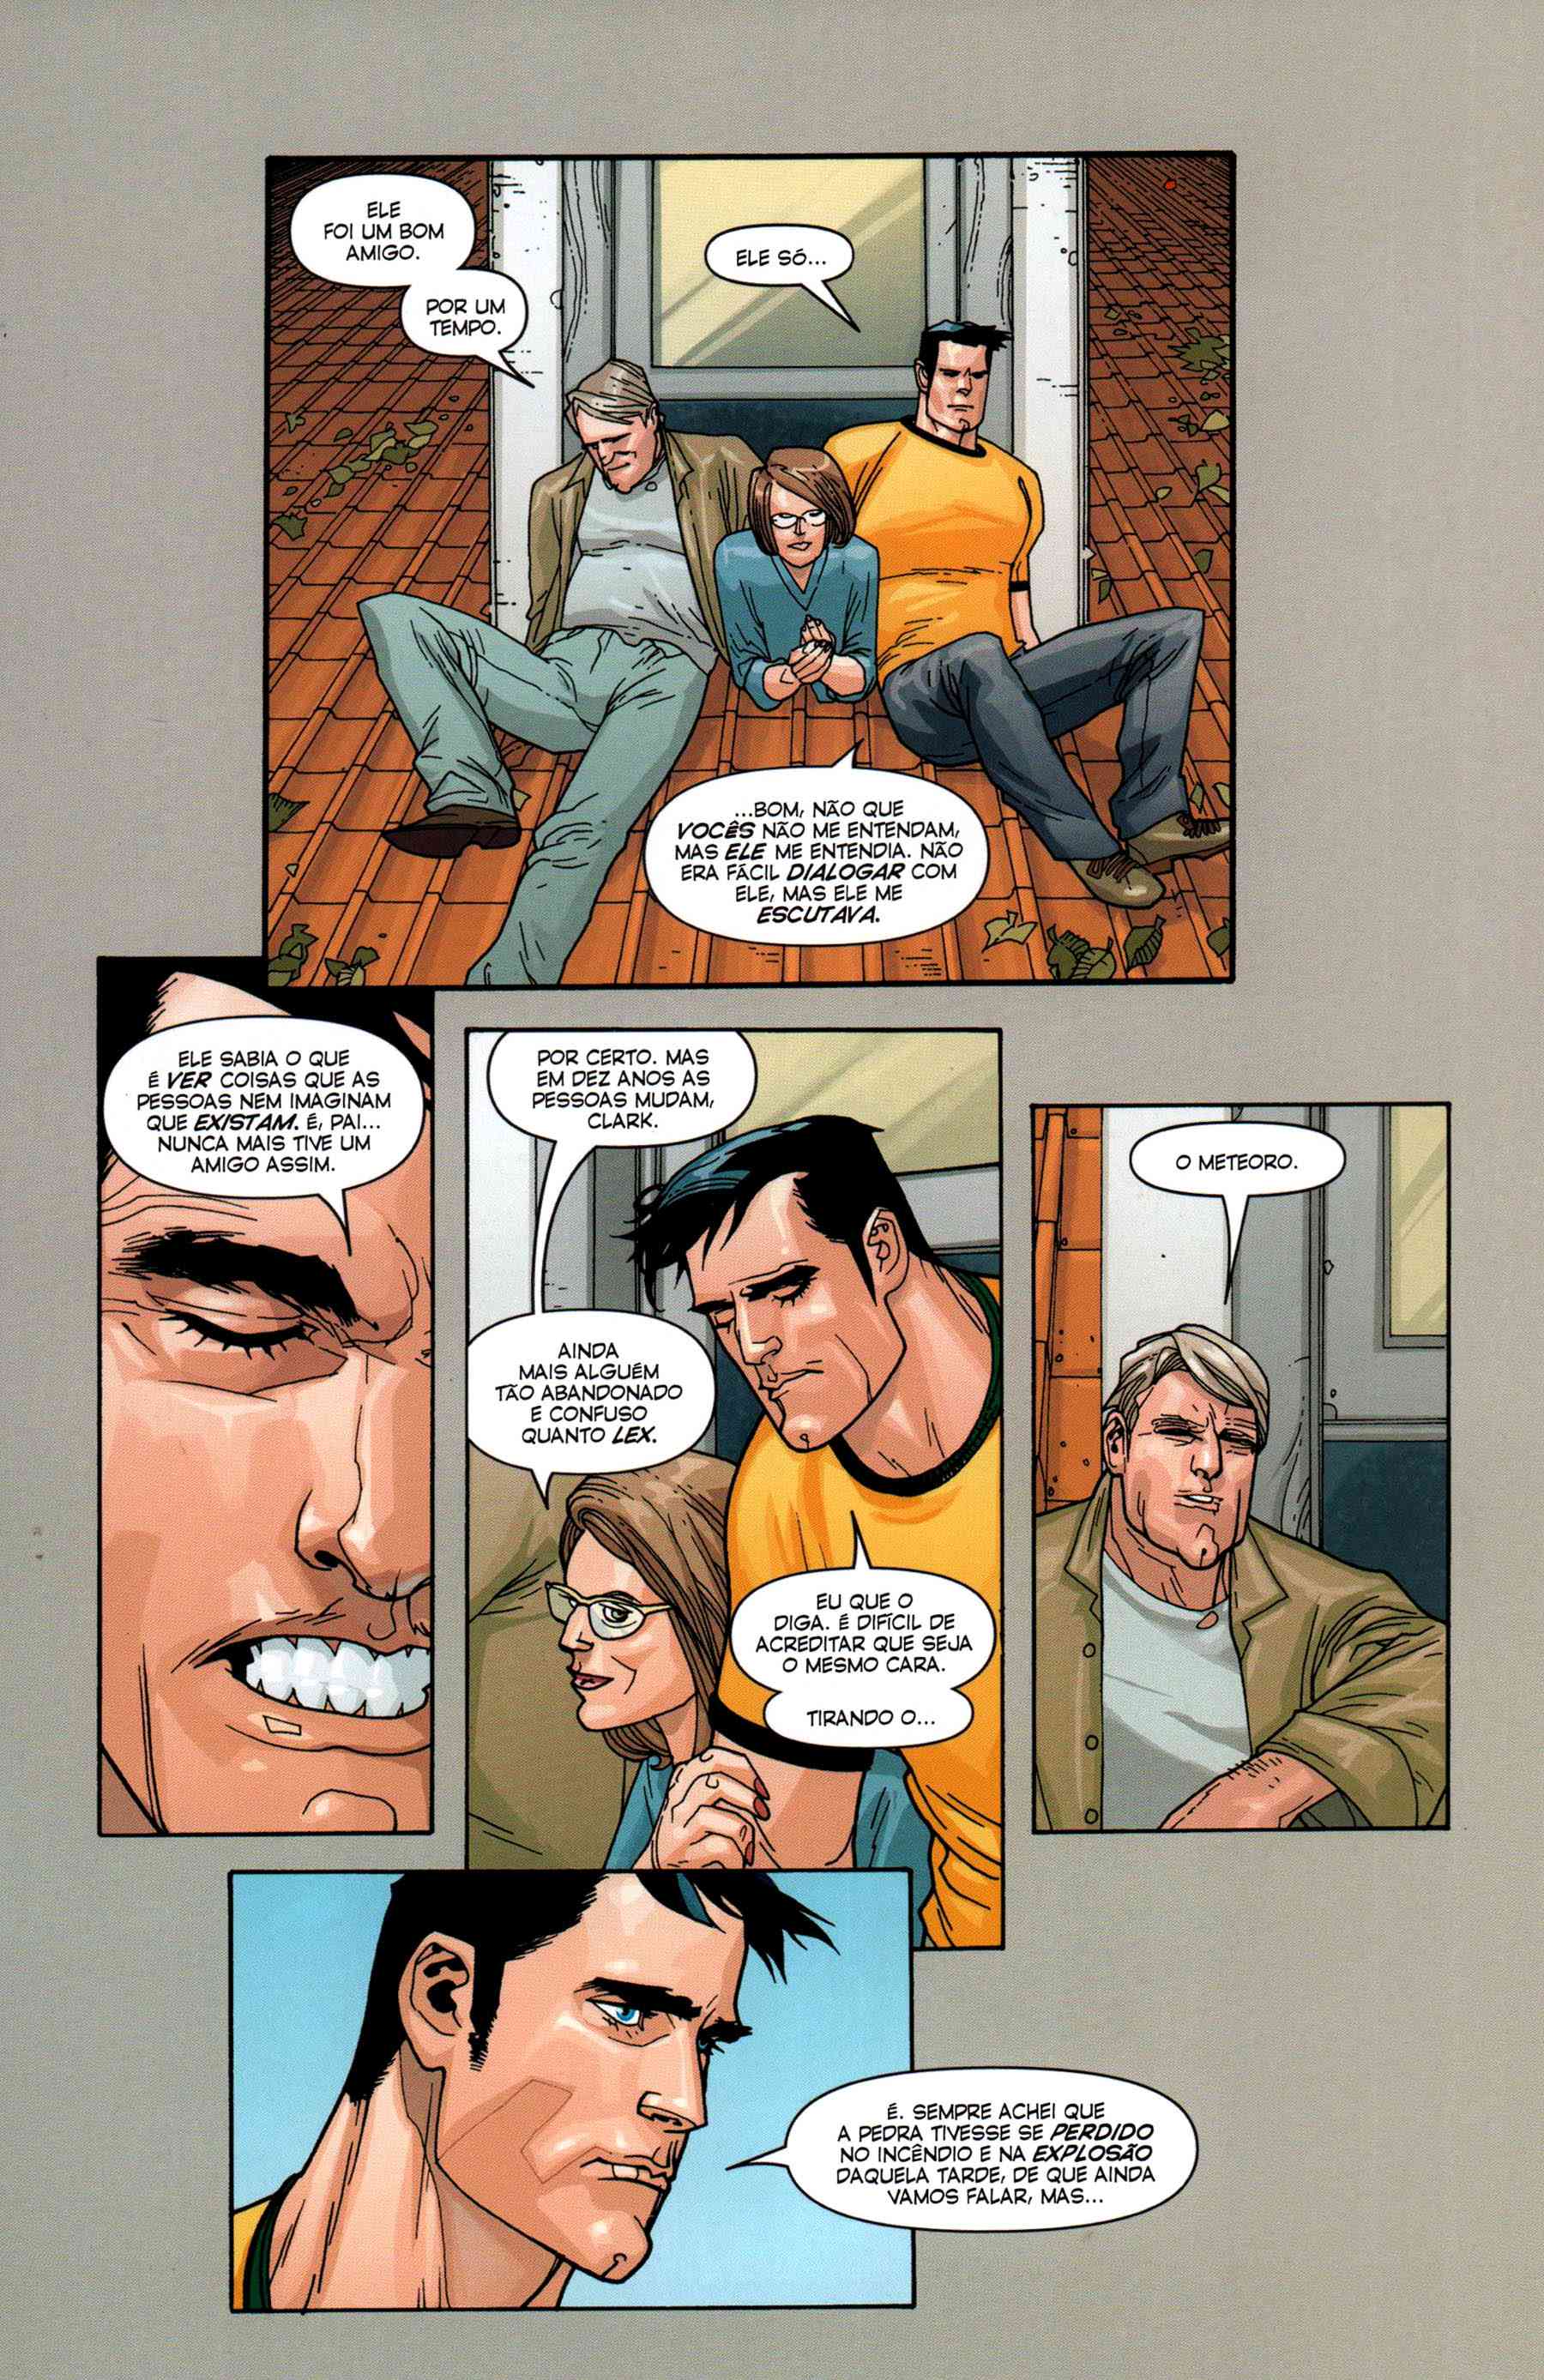 ELE
FOI UM BOM
AMIGO.
POR UM
TEMPO.
ELE SÓ...
...BOM, NÃO QUE
VOCÊS NÃO ME ENTENDAM,
MAS ELE ME ENTENDIA. NÃO
ERA FÁCIL DIALOGAR COM
ELE, MAS ELE ME
ESCUTAVA.
ELE SABIA O QUE
É VER COISAS QUE AS
PESSOAS NEM IMAGINAM
QUE EXISTAM. É, PAI...
NUNCA MAIS TIVE UM
AMIGO ASSIM.
POR CERTO. MAS
EM DEZ ANOS AS
PESSOAS MUDAM,
CLARK.
AINDA
MAIS ALGUÉM
TÃO ABANDONADO
E CONFUSO
QUANTO LEX.
EU QUE O
DIGA. É DIFÍCIL DE
ACREDITAR QUE SEJA
O MESMO CARA.
TIRANDO O...
O METEORO.
É. SEMPRE ACHEI QUE
A PEDRA TIVESSE SE PERDIDO
NO INCÊNDIO E NA EXPLOSÃO
DAQUELA TARDE, DE QUE AINDA
VAMOS FALAR, MAS...